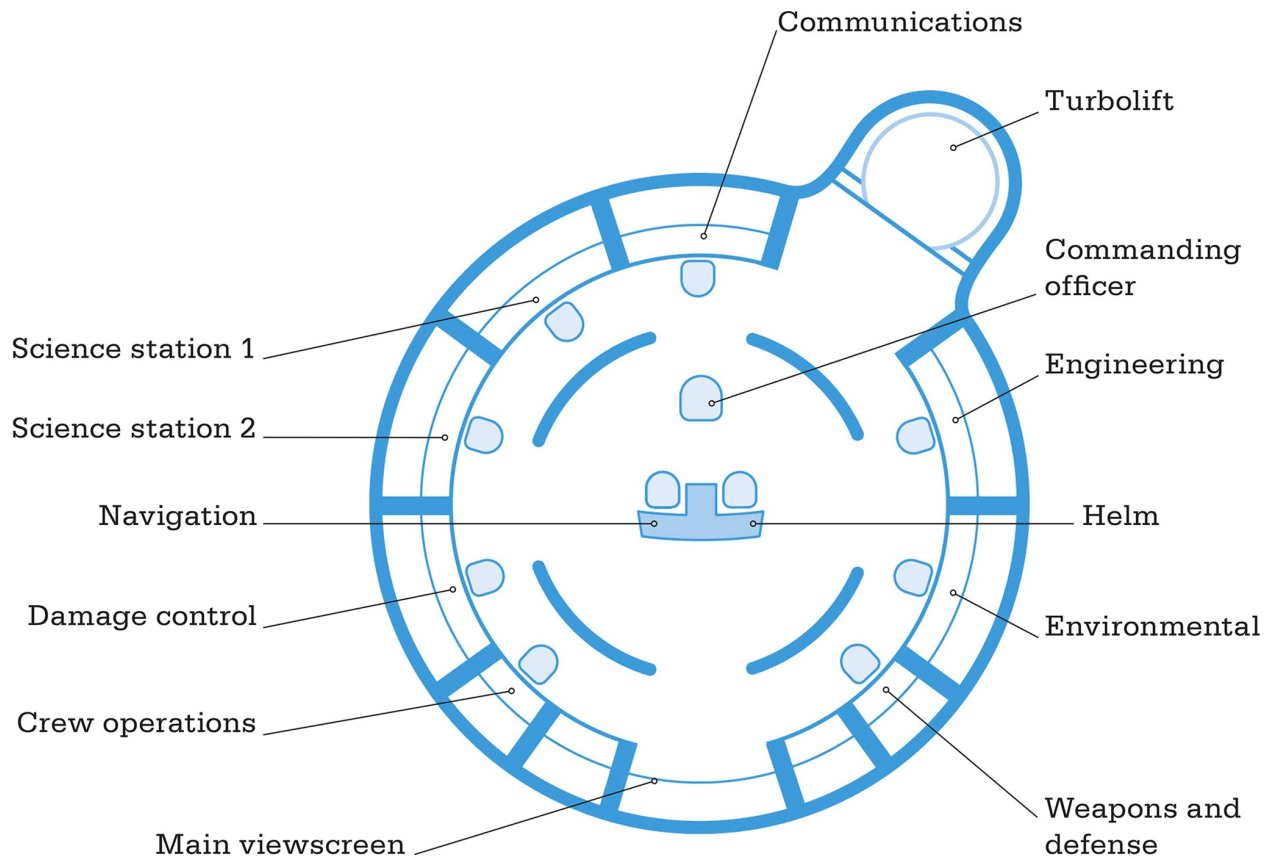 Communications
Turbolift
Commanding
officer
Science station 1
Engineering
Science station 2
Navigation
Helm
Damage control
Environmental
Crew operations
Weapons and
defense
Main viewscreen